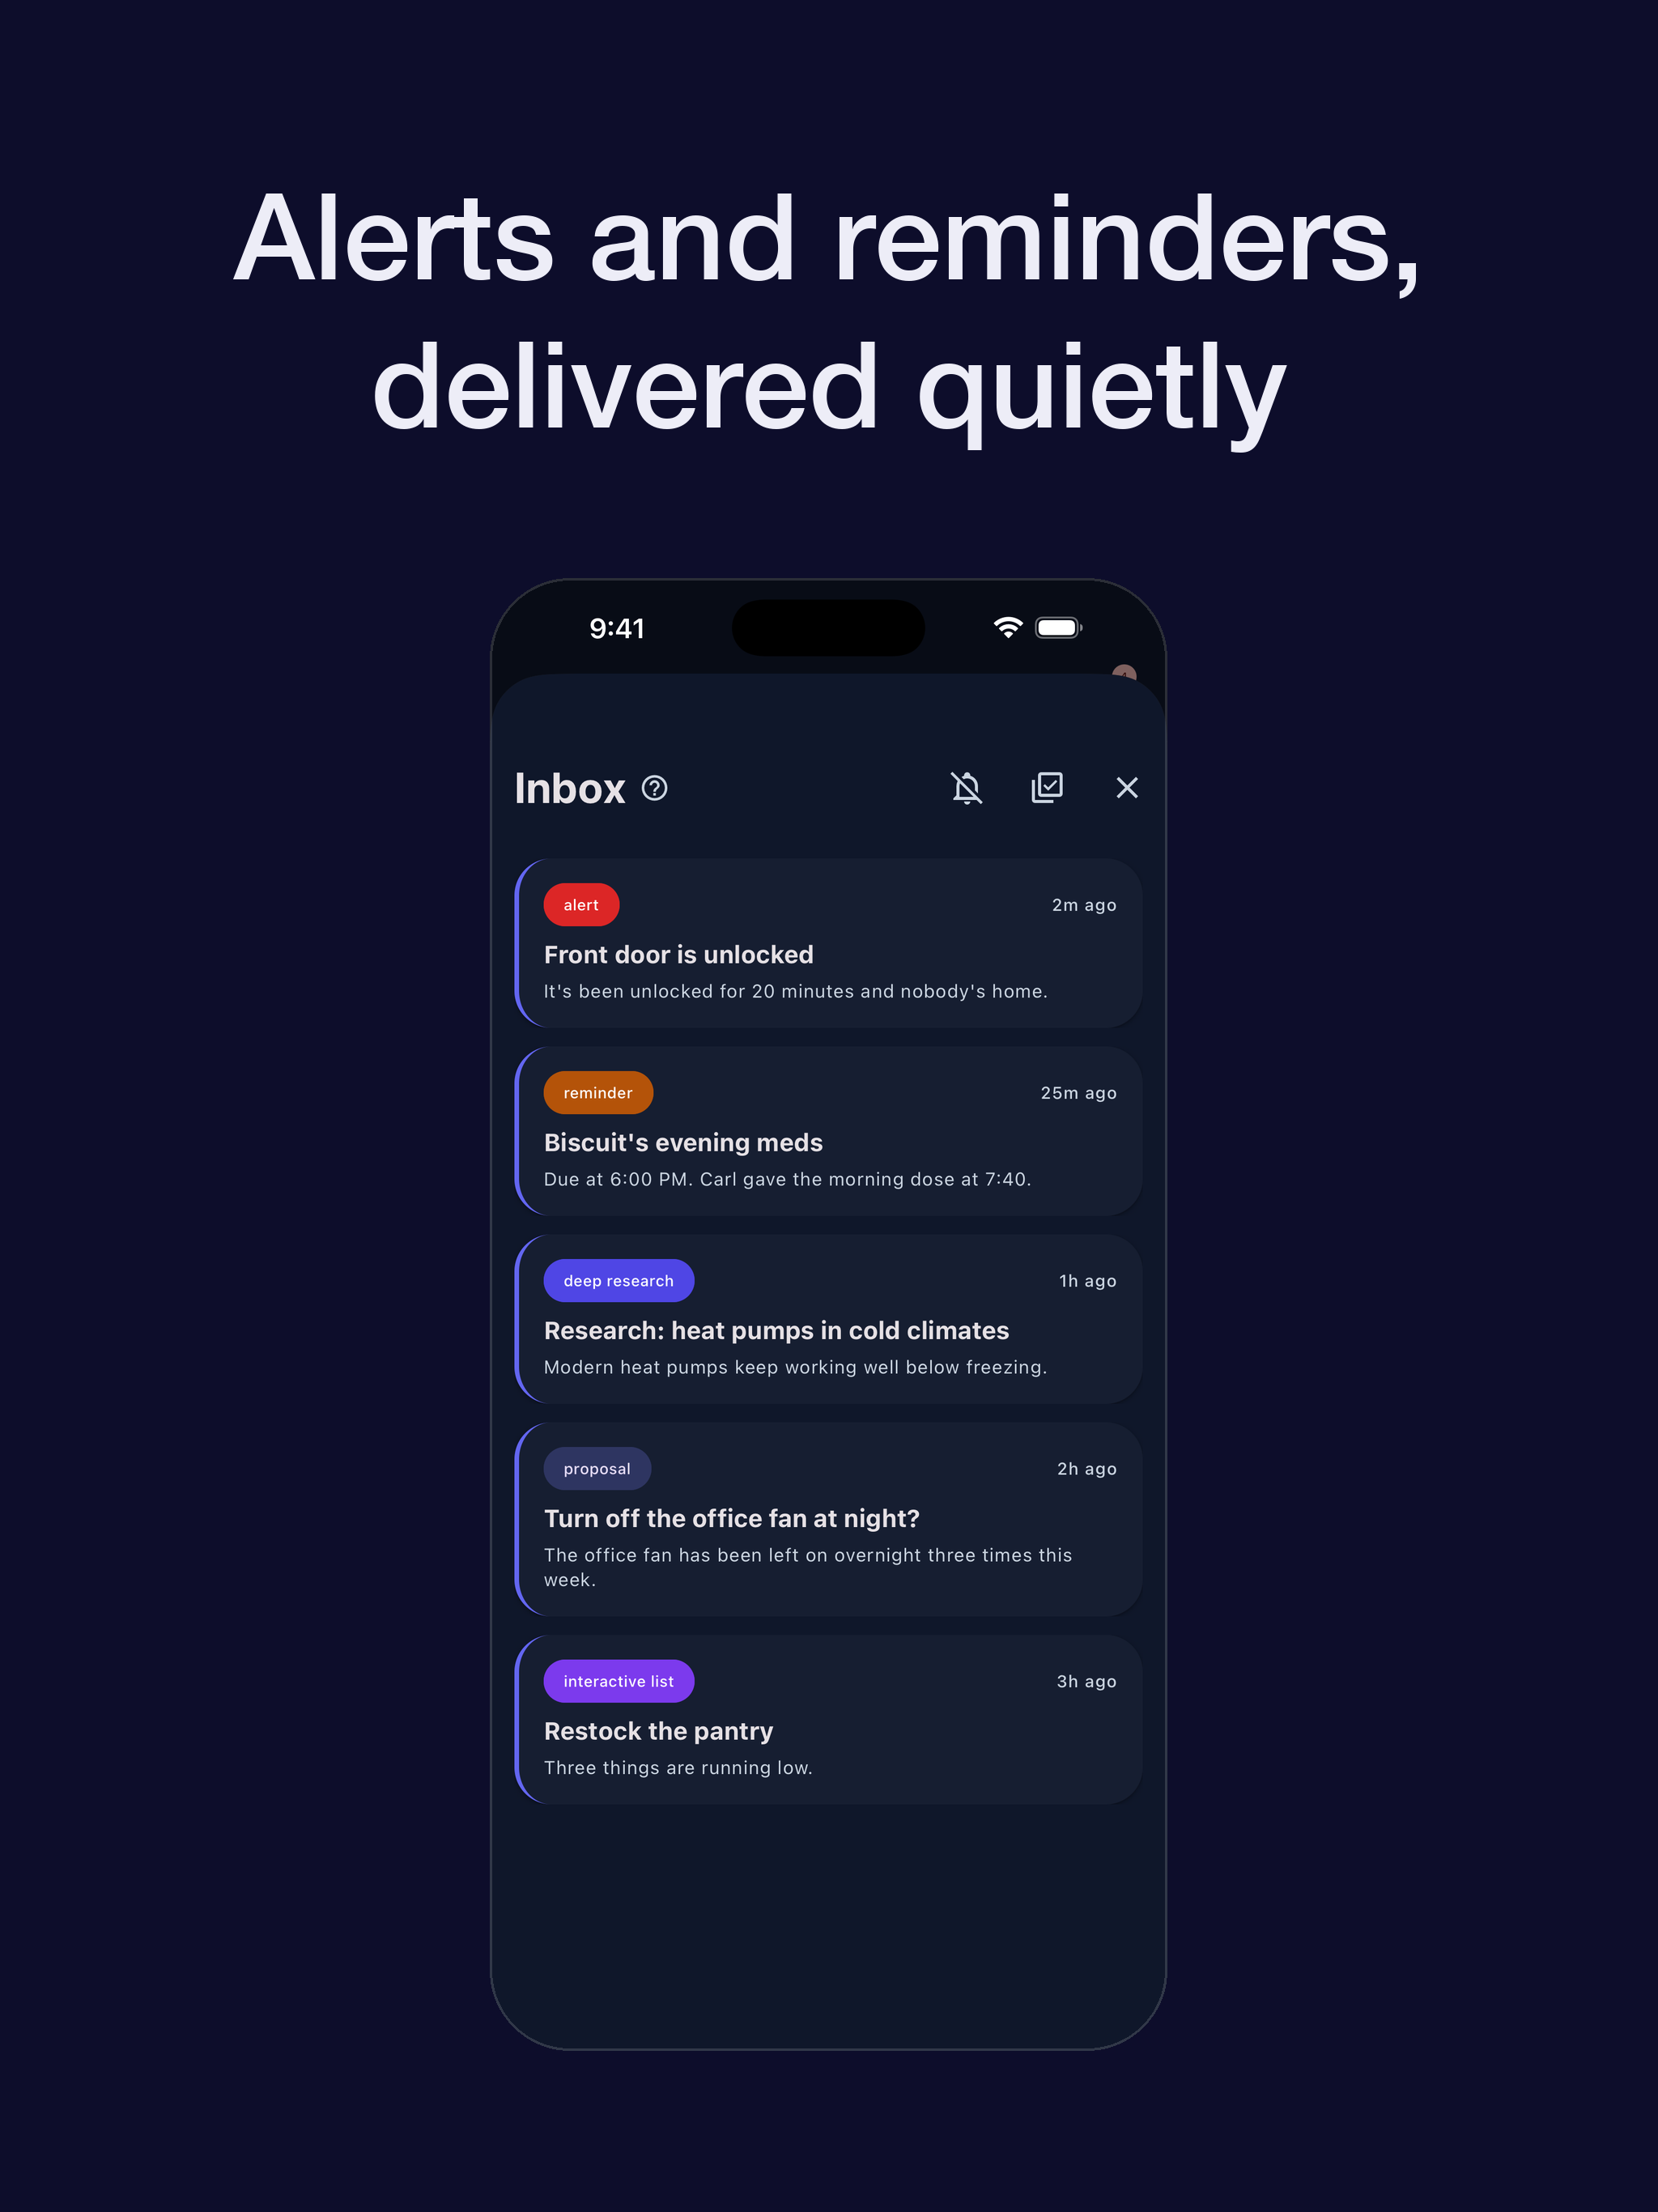 Alerts and reminders,
delivered quietly
9:41
Inbox
alert
2m ago
Front door is unlocked
It's been unlocked for 20 minutes and nobody's home.
reminder
25m ago
Biscuit's evening meds
Due at 6:00 PM. Carl gave the morning dose at 7:40.
deep research
1h ago
Research: heat pumps in cold climates
Modern heat pumps keep working well below freezing.
proposal
2h ago
Turn off the office fan at night?
The office fan has been left on overnight three times this
week.
interactive list
3h ago
Restock the pantry
Three things are running low.